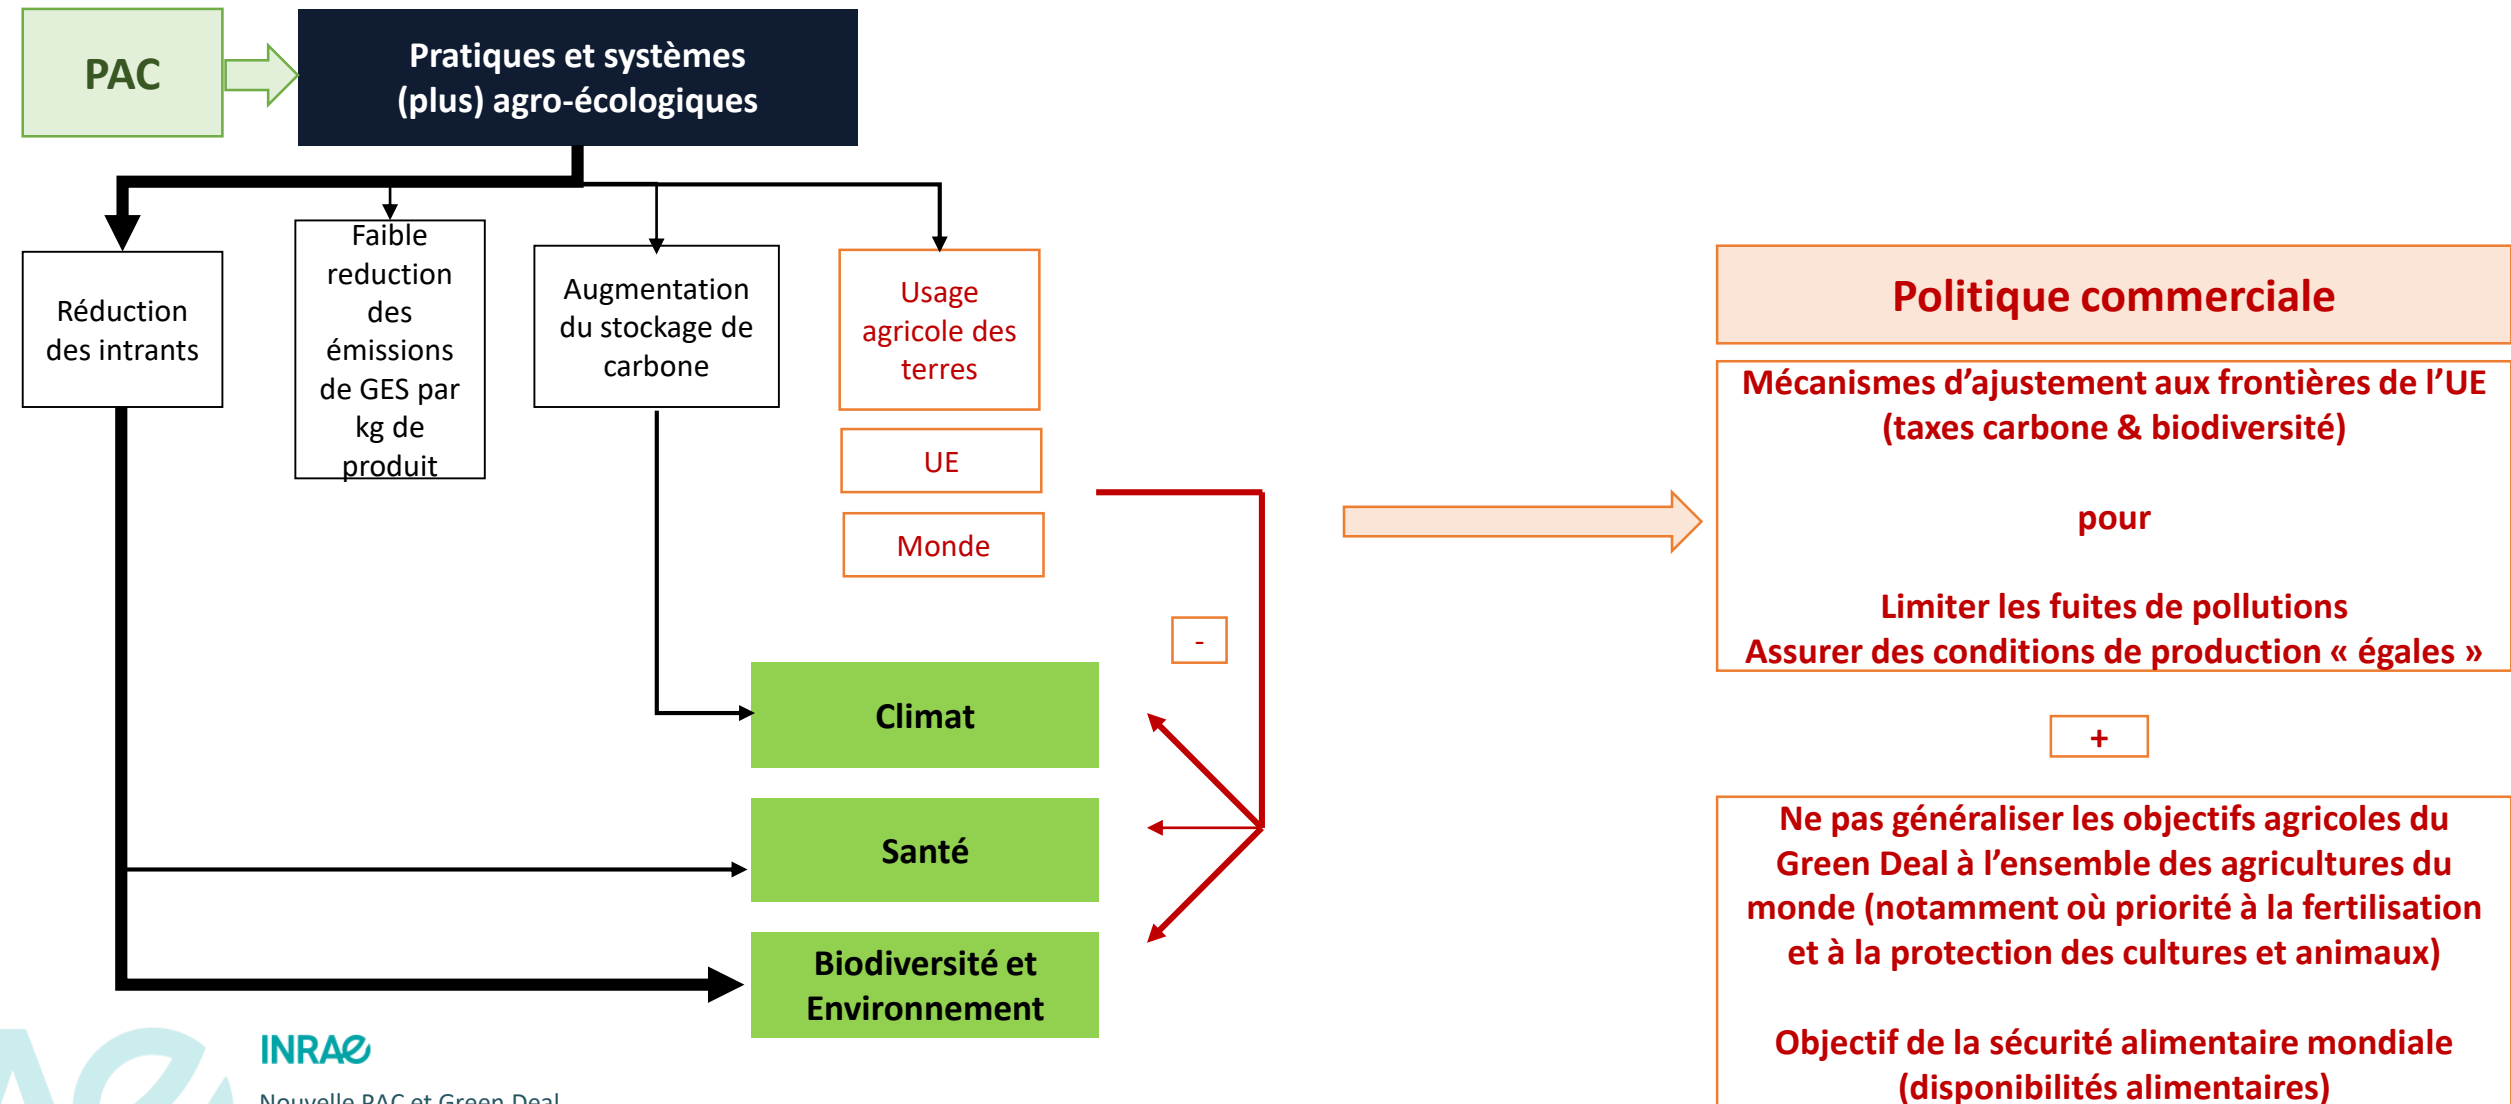 PAC
Pratiques et systèmes
(plus) agro-écologiques
Réduction
des intrants
Faible
reduction
des
émissions
de GES par
kg de
produit
Augmentation
du stockage de
carbone
Usage
agricole des
terres
UE
Monde
-
Climat
Santé
Biodiversité et
Environnement
Politique commerciale
Mécanismes d’ajustement aux frontières de l’UE
(taxes carbone & biodiversité)
pour
Limiter les fuites de pollutions
Assurer des conditions de production « égales »
+
Ne pas généraliser les objectifs agricoles du
Green Deal à l’ensemble des agricultures du
monde (notamment où priorité à la fertilisation
et à la protection des cultures et animaux)
Objectif de la sécurité alimentaire mondiale
(disponibilités alimentaires)
INRAE
Nouvelle PAC et Green Deal